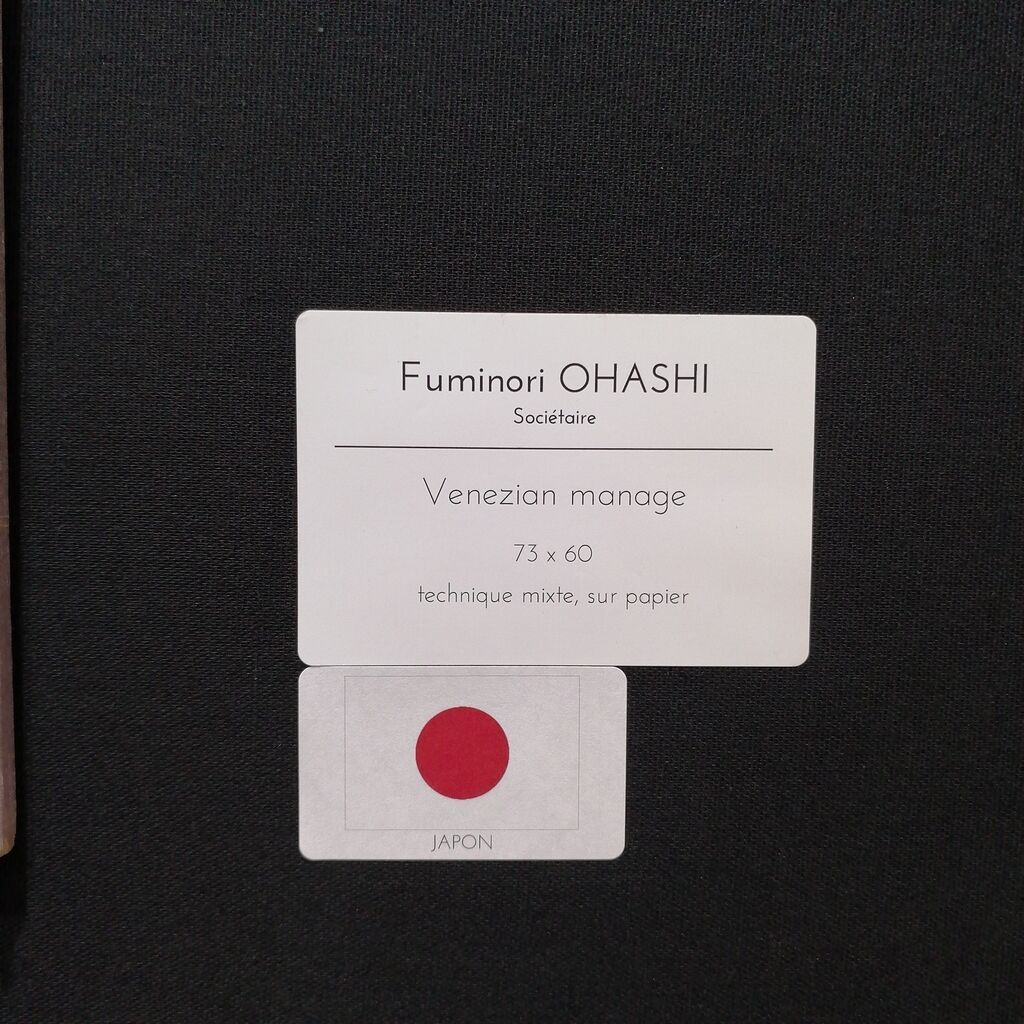 Fuminori OHASHI
Sociétaire
Venezian manage
73 x 60
technique mixte, sur papier
JAPON